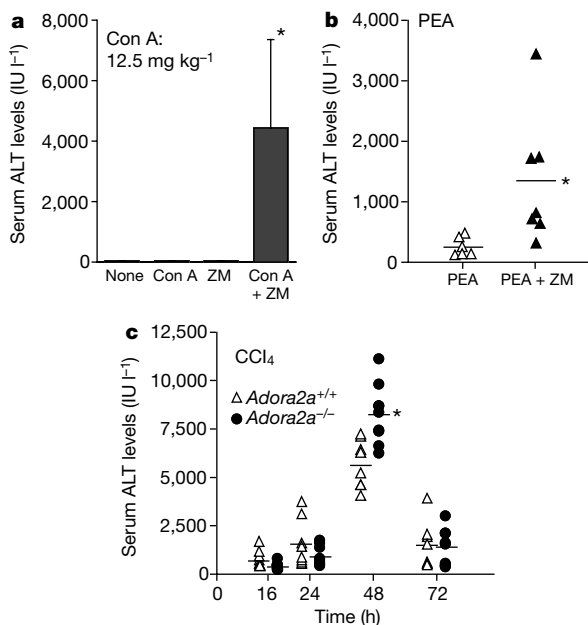 a
Con A:
12.5 mg kg⁻¹
Serum ALT levels (IU l⁻¹)
8,000
6,000
4,000
2,000
0
*
None Con A ZM Con A
+ ZM
b
PEA
Serum ALT levels (IU l⁻¹)
4,000
3,000
2,000
1,000
0
*
PEA PEA + ZM
c
CCl₄
△ Adora2a⁺/⁺
● Adora2a⁻/⁻
Serum ALT levels (IU l⁻¹)
12,500
10,000
7,500
5,000
2,500
0
*
0 16 24 48 72
Time (h)